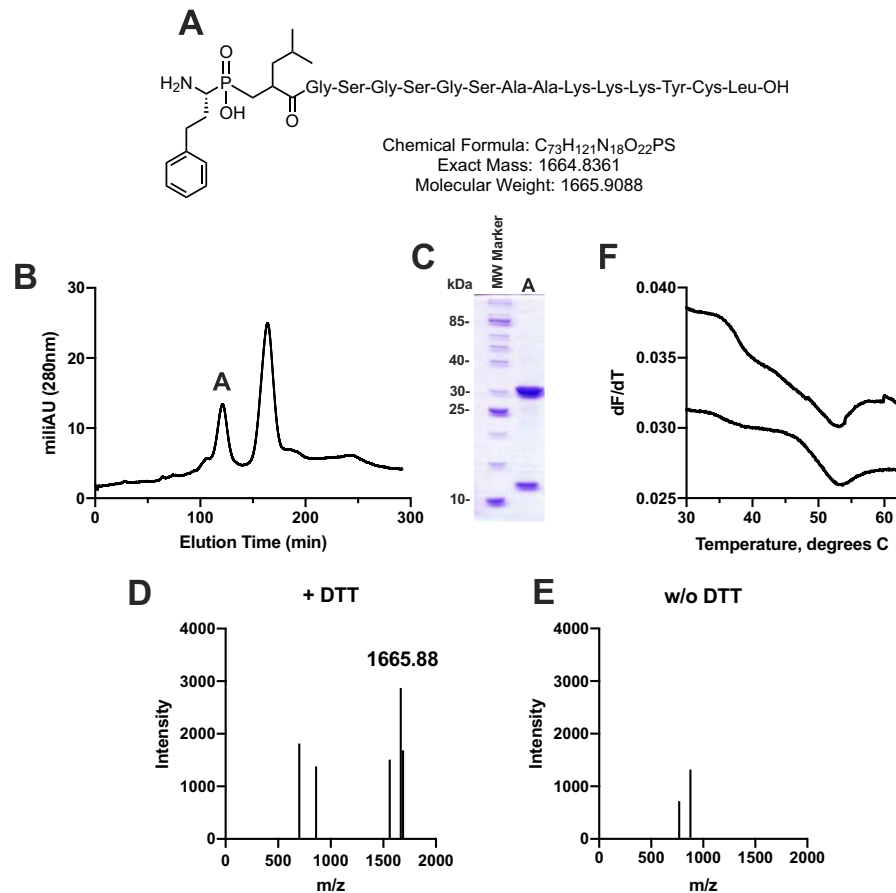 A
O
H₂N
P
OH
O
Gly-Ser-Gly-Ser-Gly-Ser-Ala-Ala-Lys-Lys-Lys-Tyr-Cys-Leu-OH
Chemical Formula: C₇₃H₁₂₁N₁₈O₂₂PS
Exact Mass: 1664.8361
Molecular Weight: 1665.9088
B
30
20
10
0
miliAU (280nm)
A
0 100 200 300
Elution Time (min)
C
MW Marker
kDa
A
85-
40-
30-
25-
10-
F
0.040
0.035
0.030
0.025
dF/dT
30 40 50 60
Temperature, degrees C
D
+ DTT
4000
3000
2000
1000
0
Intensity
1665.88
0 500 1000 1500 2000
m/z
E
w/o DTT
4000
3000
2000
1000
0
Intensity
0 500 1000 1500 2000
m/z